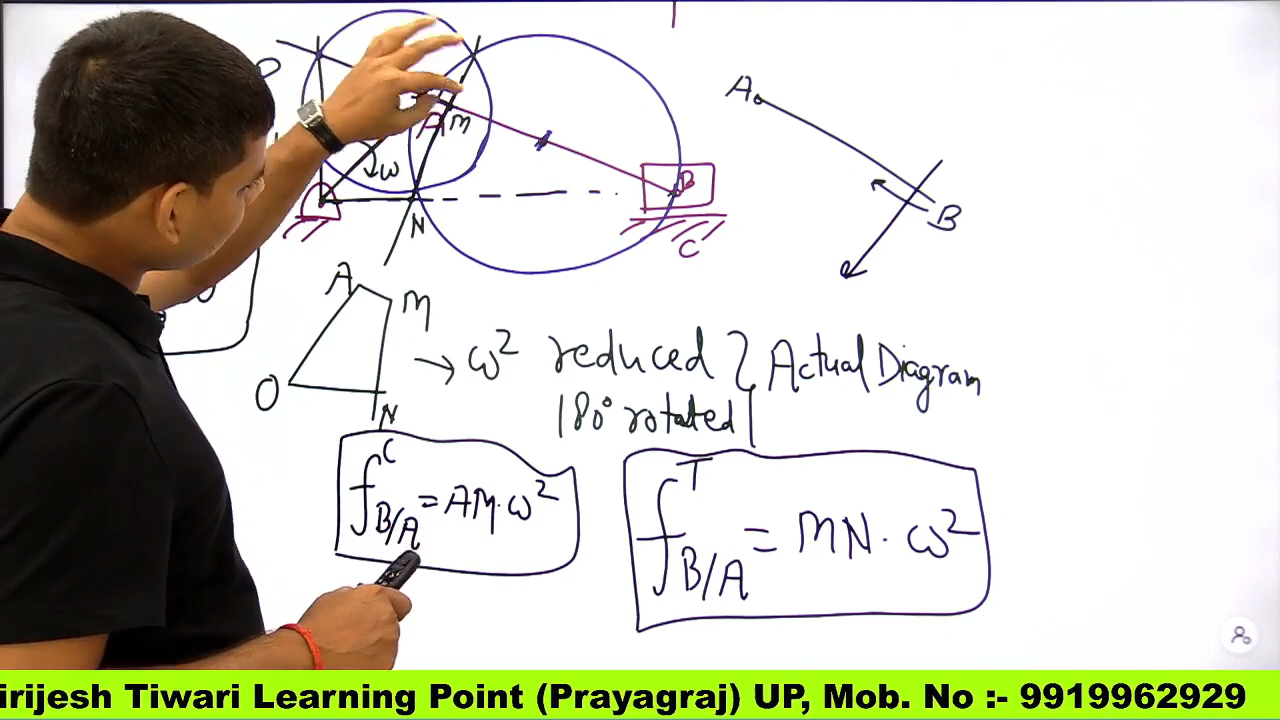 A
A M
ω
B
N
C
A
B
A
M
O
N
→ ω² reduced } Actual Diagram
180° rotated
f^C_B/A = AM·ω²
f^T_B/A = MN·ω²
irijesh Tiwari Learning Point (Prayagraj) UP, Mob. No :- 9919962929